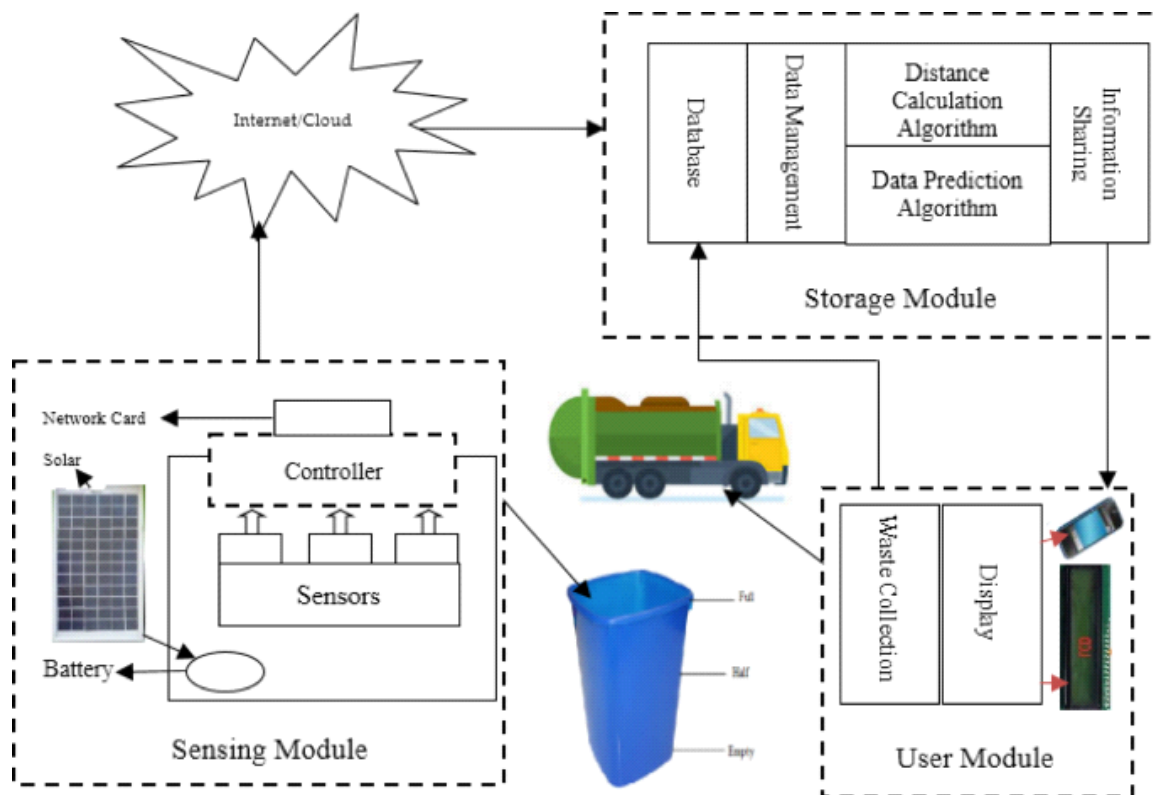 Internet/Cloud
Database
Data Management
Distance
Calculation
Algorithm
Data Prediction
Algorithm
Information
Sharing
Storage Module
Network Card
Solar
Controller
Sensors
Battery
Sensing Module
Full
Half
Empty
Waste Collection
Display
User Module